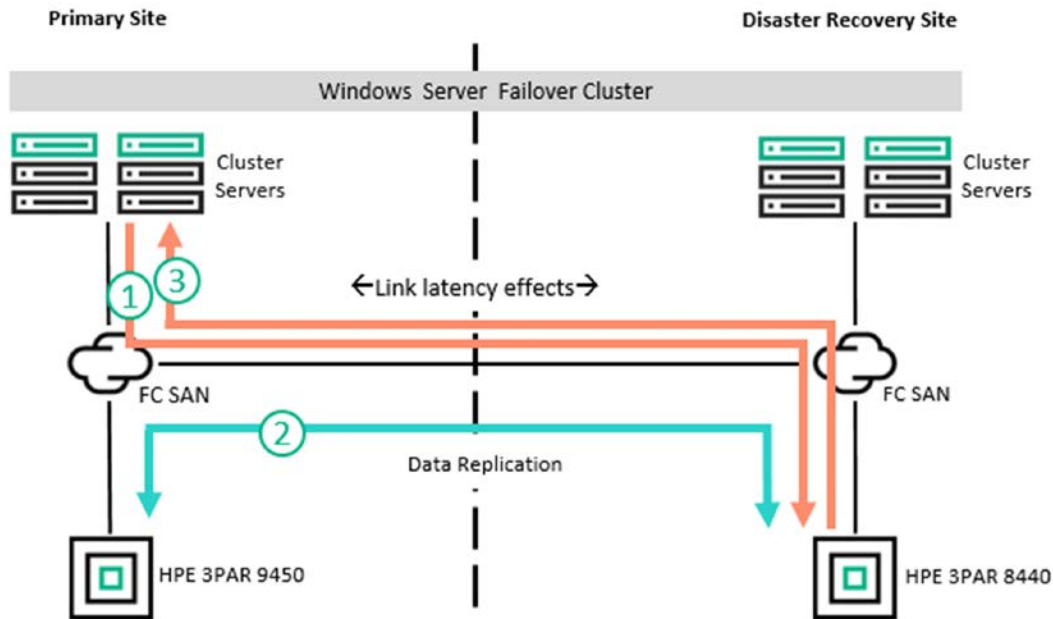 Primary Site
Disaster Recovery Site
Windows Server Failover Cluster
Cluster
Servers
Cluster
Servers
1
3
←Link latency effects→
FC SAN
FC SAN
2
Data Replication
HPE 3PAR 9450
HPE 3PAR 8440